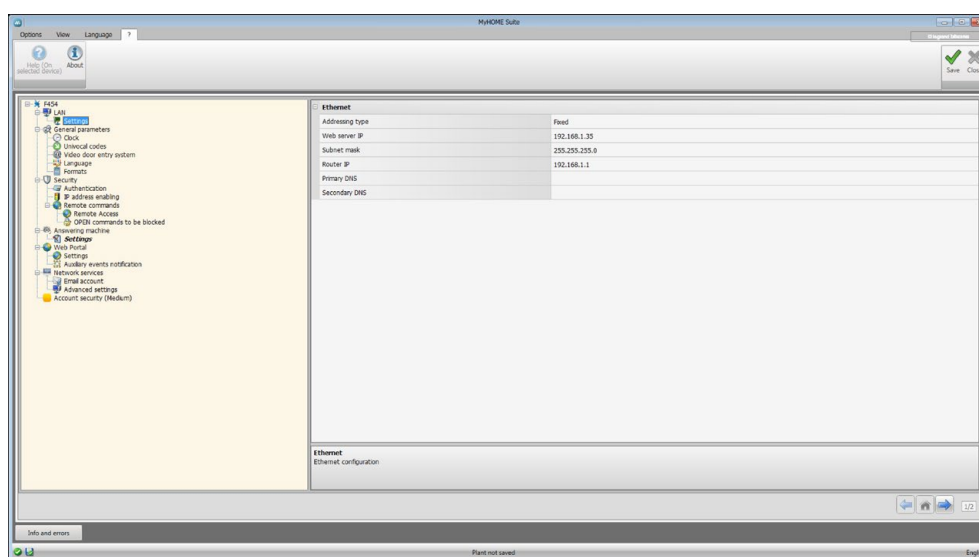 MyHOME Suite
Options View Language ?
Help (On selected device)
About
Save
Clos
F454
LAN
Settings
General parameters
Clock
Univocal codes
Video door entry system
Language
Formats
Security
Authentication
IP address enabling
Remote commands
Remote Access
OPEN commands to be blocked
Answering machine
Settings
Web Portal
Settings
Auxiliary events notification
Network services
Email account
Advanced settings
Account security (Medium)
Ethernet
Addressing type Fixed
Web server IP 192.168.1.35
Subnet mask 255.255.255.0
Router IP 192.168.1.1
Primary DNS
Secondary DNS
Ethernet
Ethernet configuration
1/2
Info and errors
Plant not saved
Engl